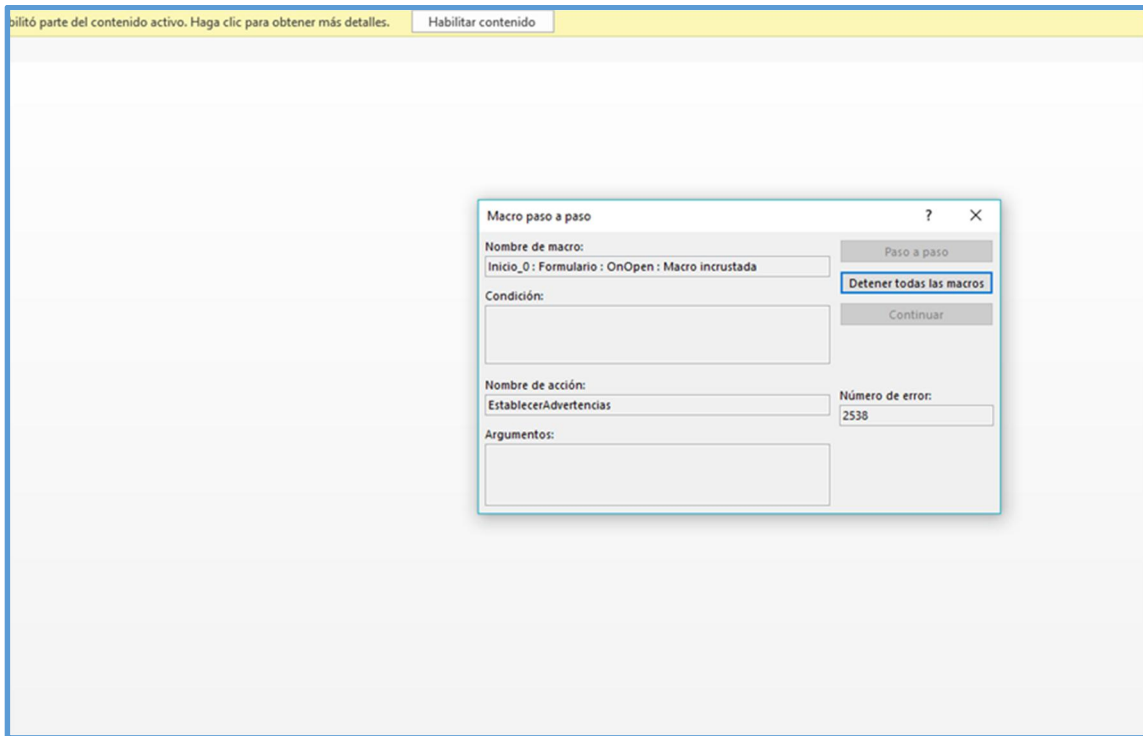 bilitó parte del contenido activo. Haga clic para obtener más detalles. Habilitar contenido
Macro paso a paso ?
Nombre de macro:
Inicio_0 : Formulario : OnOpen : Macro incrustada
Paso a paso
Detener todas las macros
Continuar
Condición:
Nombre de acción:
EstablecerAdvertencias
Número de error:
2538
Argumentos: